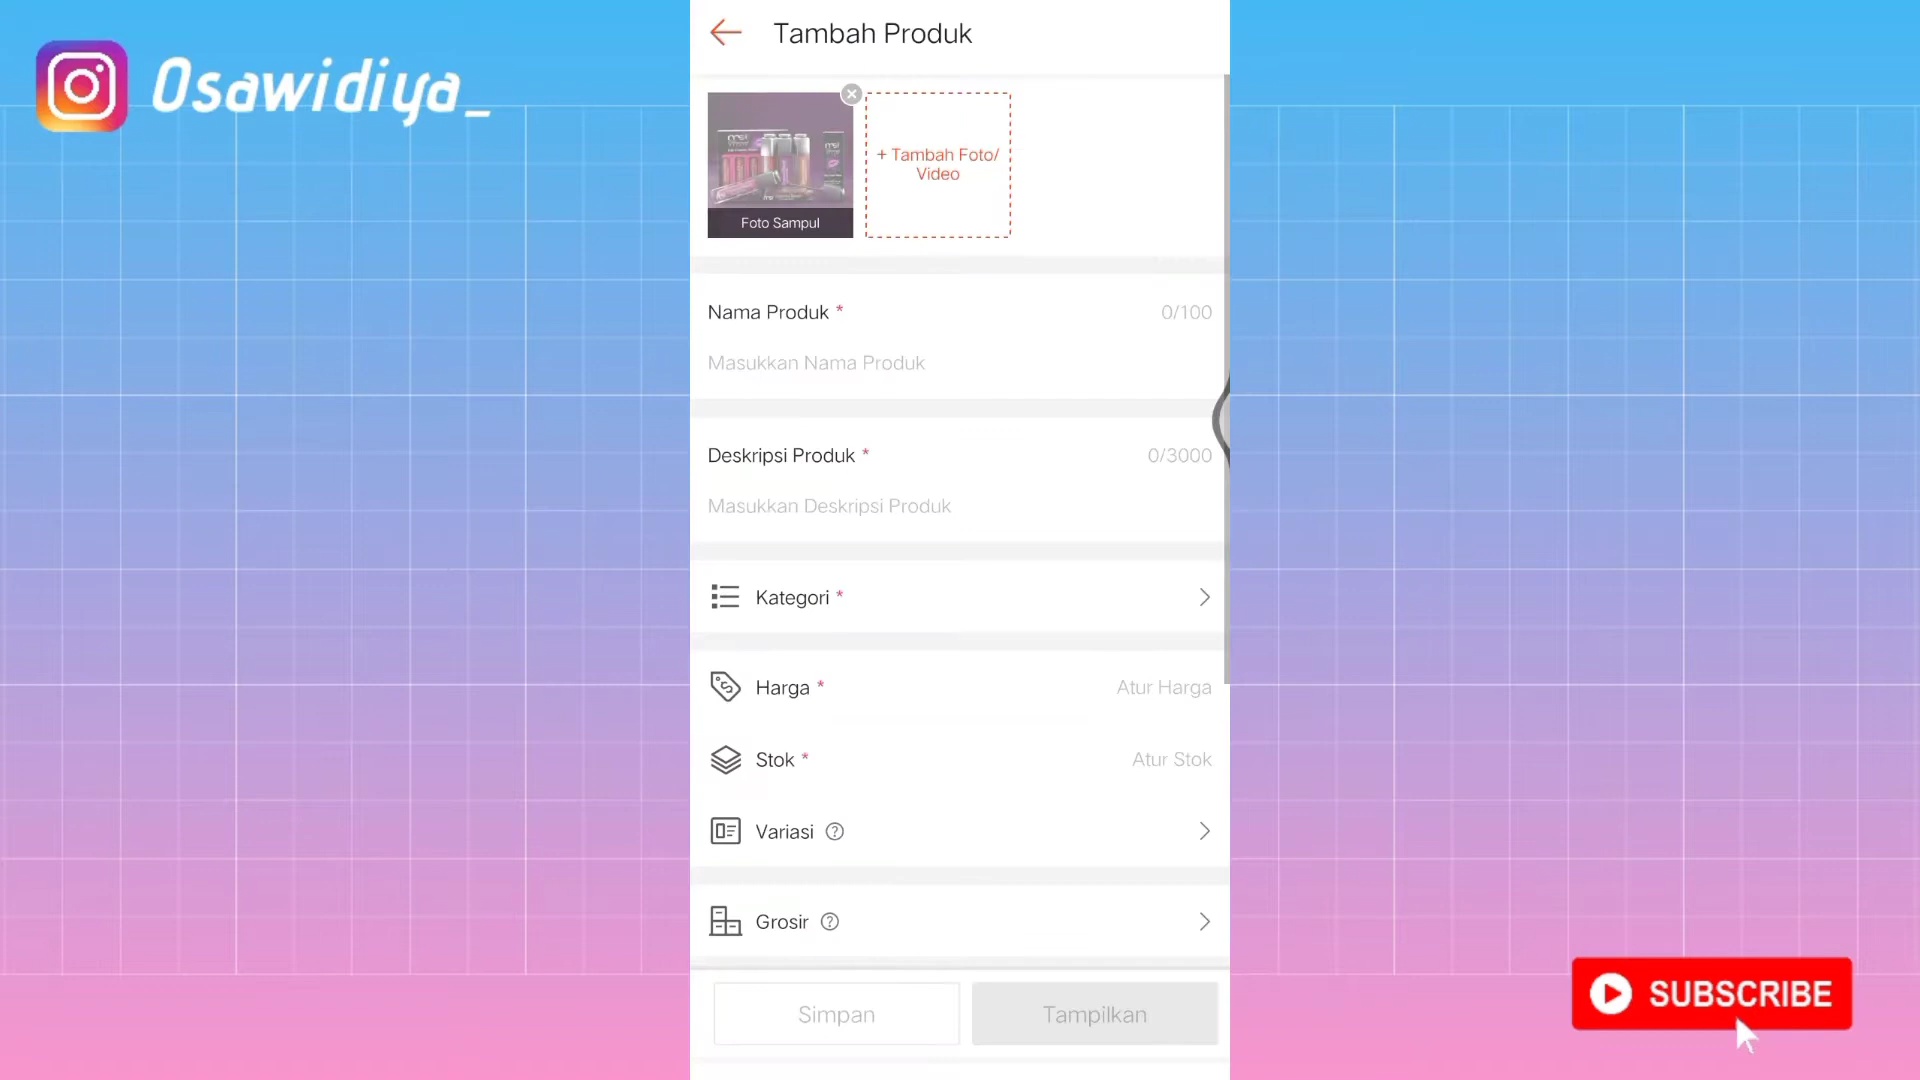 Osawidiya_
Tambah Produk
+ Tambah Foto/
Video
Foto Sampul
Nama Produk *
0/100
Masukkan Nama Produk
Deskripsi Produk *
0/3000
Masukkan Deskripsi Produk
Kategori *
Harga *
Atur Harga
Stok *
Atur Stok
Variasi ?
Grosir ?
Simpan
Tampilkan
SUBSCRIBE